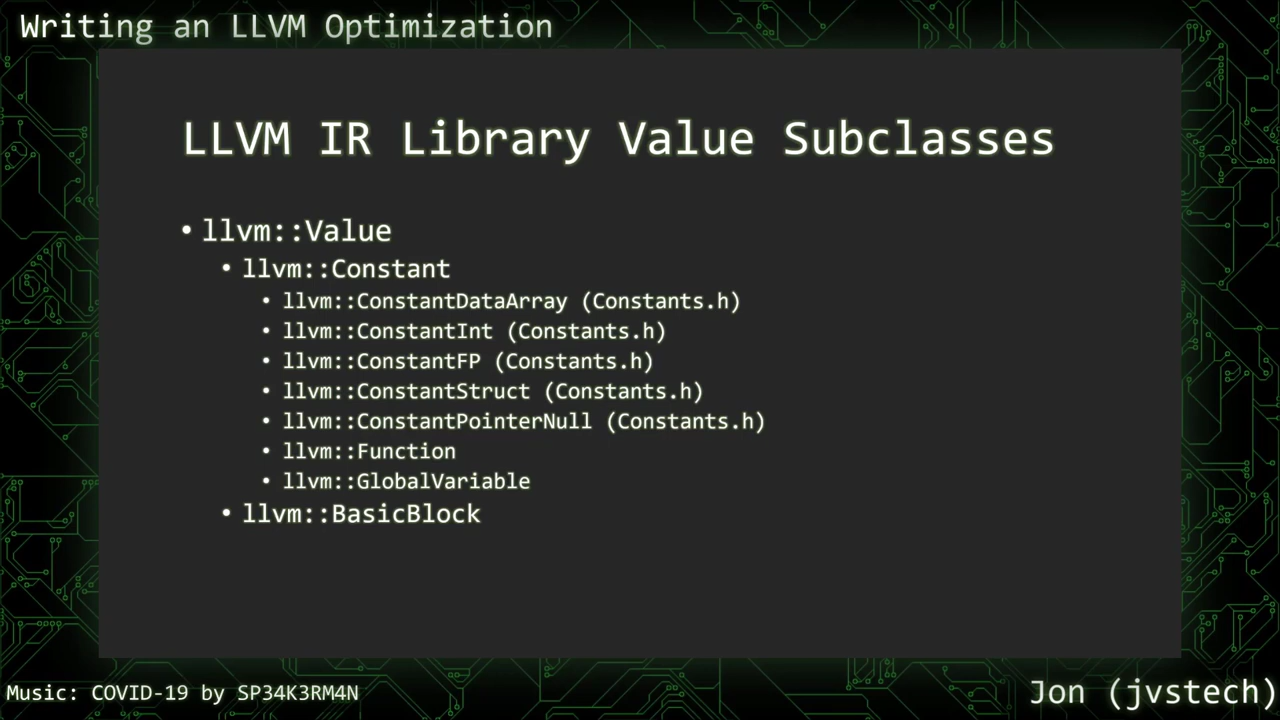 Writing an LLVM Optimization
LLVM IR Library Value Subclasses
• llvm::Value
• llvm::Constant
• llvm::ConstantDataArray (Constants.h)
• llvm::ConstantInt (Constants.h)
• llvm::ConstantFP (Constants.h)
• llvm::ConstantStruct (Constants.h)
• llvm::ConstantPointerNull (Constants.h)
• llvm::Function
• llvm::GlobalVariable
• llvm::BasicBlock
Music: COVID-19 by SP34K3RM4N
Jon (jvstech)